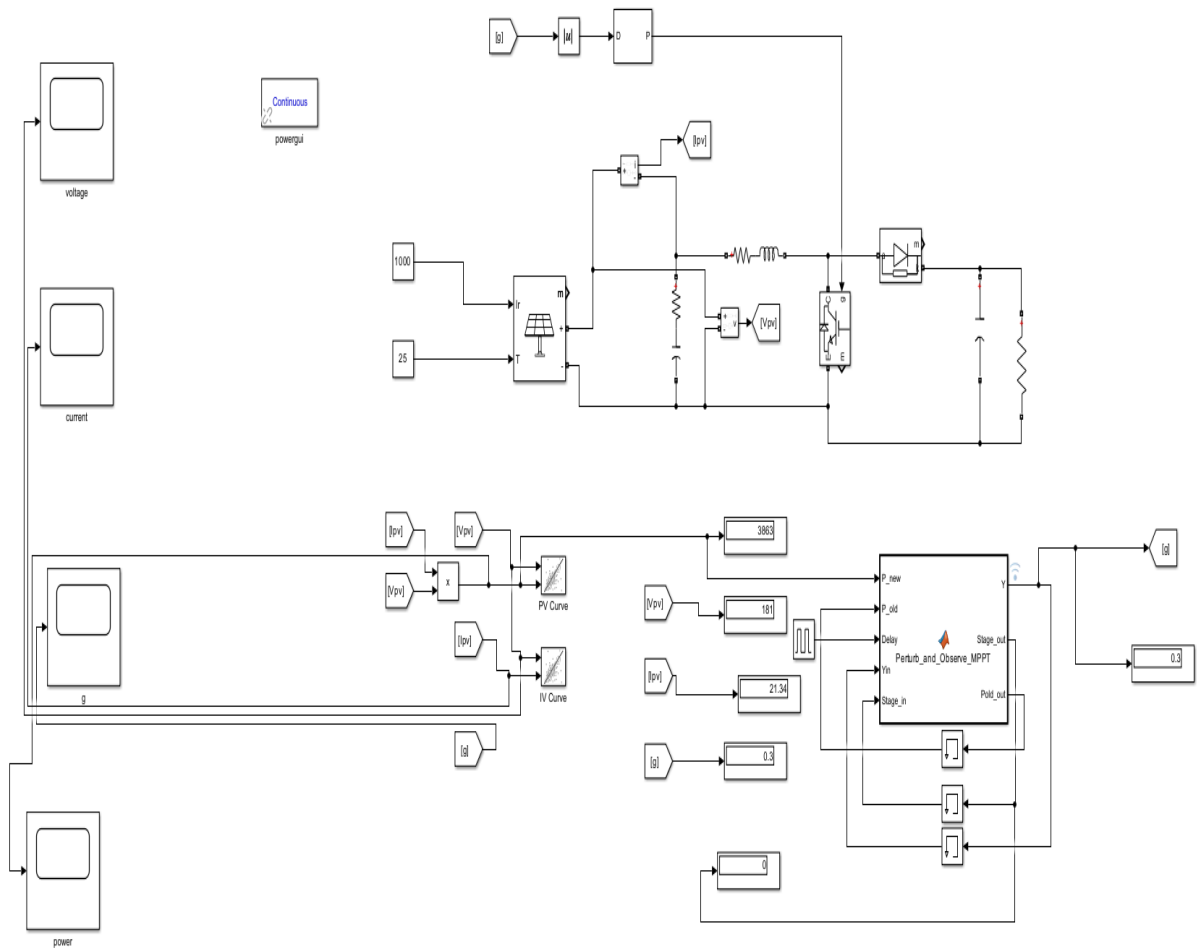 [g]
|u|
D
P
voltage
Continuous
powergui
[Ipv]
i
+
-
1000
Ir
m
+
T
-
25
+
-
v
[Vpv]
m
g
C
E
m
current
[Ipv]
[Vpv]
3863
[g]
[Vpv]
x
PV Curve
P_new
Y
[Vpv]
181
P_old
[Ipv]
Delay
Stage_out
Perturb_and_Observe_MPPT
0.3
Yin
[Ipv]
21.34
Pold_out
IV Curve
Stage_in
g
[g]
[g]
0.3
0
power